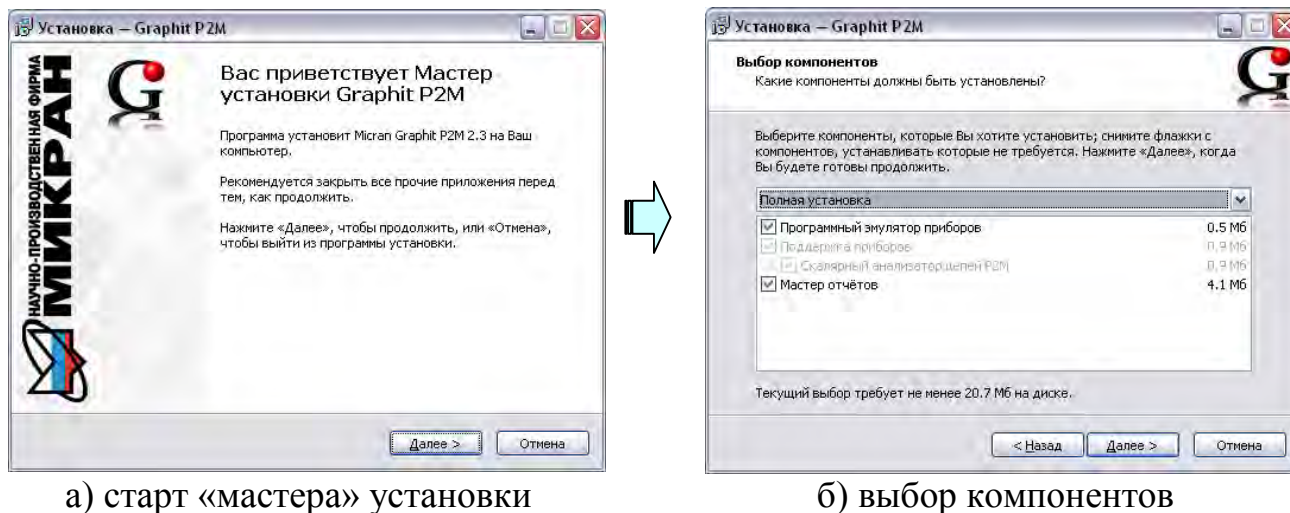 Установка — Graphit P2M
НАУЧНО-ПРОИЗВОДСТВЕННАЯ ФИРМА
МИКРАН
Вас приветствует Мастер
установки Graphit P2M
Программа установит Micran Graphit P2M 2.3 на Ваш
компьютер.
Рекомендуется закрыть все прочие приложения перед
тем, как продолжить.
Нажмите «Далее», чтобы продолжить, или «Отмена»,
чтобы выйти из программы установки.
Далее >
Отмена
а) старт «мастера» установки
Установка — Graphit P2M
Выбор компонентов
Какие компоненты должны быть установлены?
Выберите компоненты, которые Вы хотите установить; снимите флажки с
компонентов, устанавливать которые не требуется. Нажмите «Далее», когда
Вы будете готовы продолжить.
Полная установка
Программный эмулятор приборов 0.5 Мб
Поддержка приборов 0.9 Мб
Скалярный анализатор цепей Р2М 0.9 Мб
Мастер отчётов 4.1 Мб
Текущий выбор требует не менее 20.7 Мб на диске.
< Назад
Далее >
Отмена
б) выбор компонентов